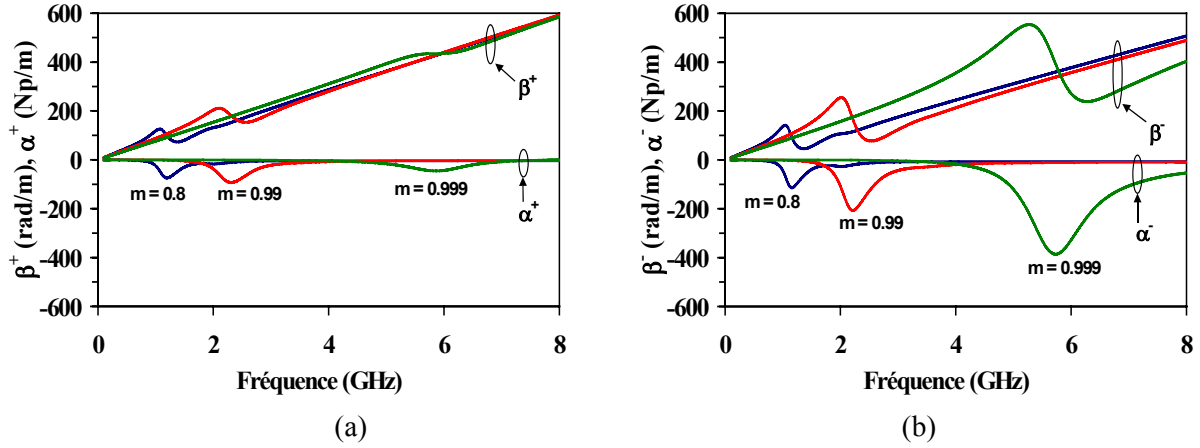 β⁺ (rad/m), α⁺ (Np/m)
600
400
200
0
-200
-400
-600
β⁺
m = 0.8
m = 0.99
m = 0.999
α⁺
0 2 4 6 8
Fréquence (GHz)
(a)
β⁻ (rad/m), α⁻ (Np/m)
600
400
200
0
-200
-400
-600
β⁻
m = 0.8
m = 0.99
m = 0.999
α⁻
0 2 4 6 8
Fréquence (GHz)
(b)